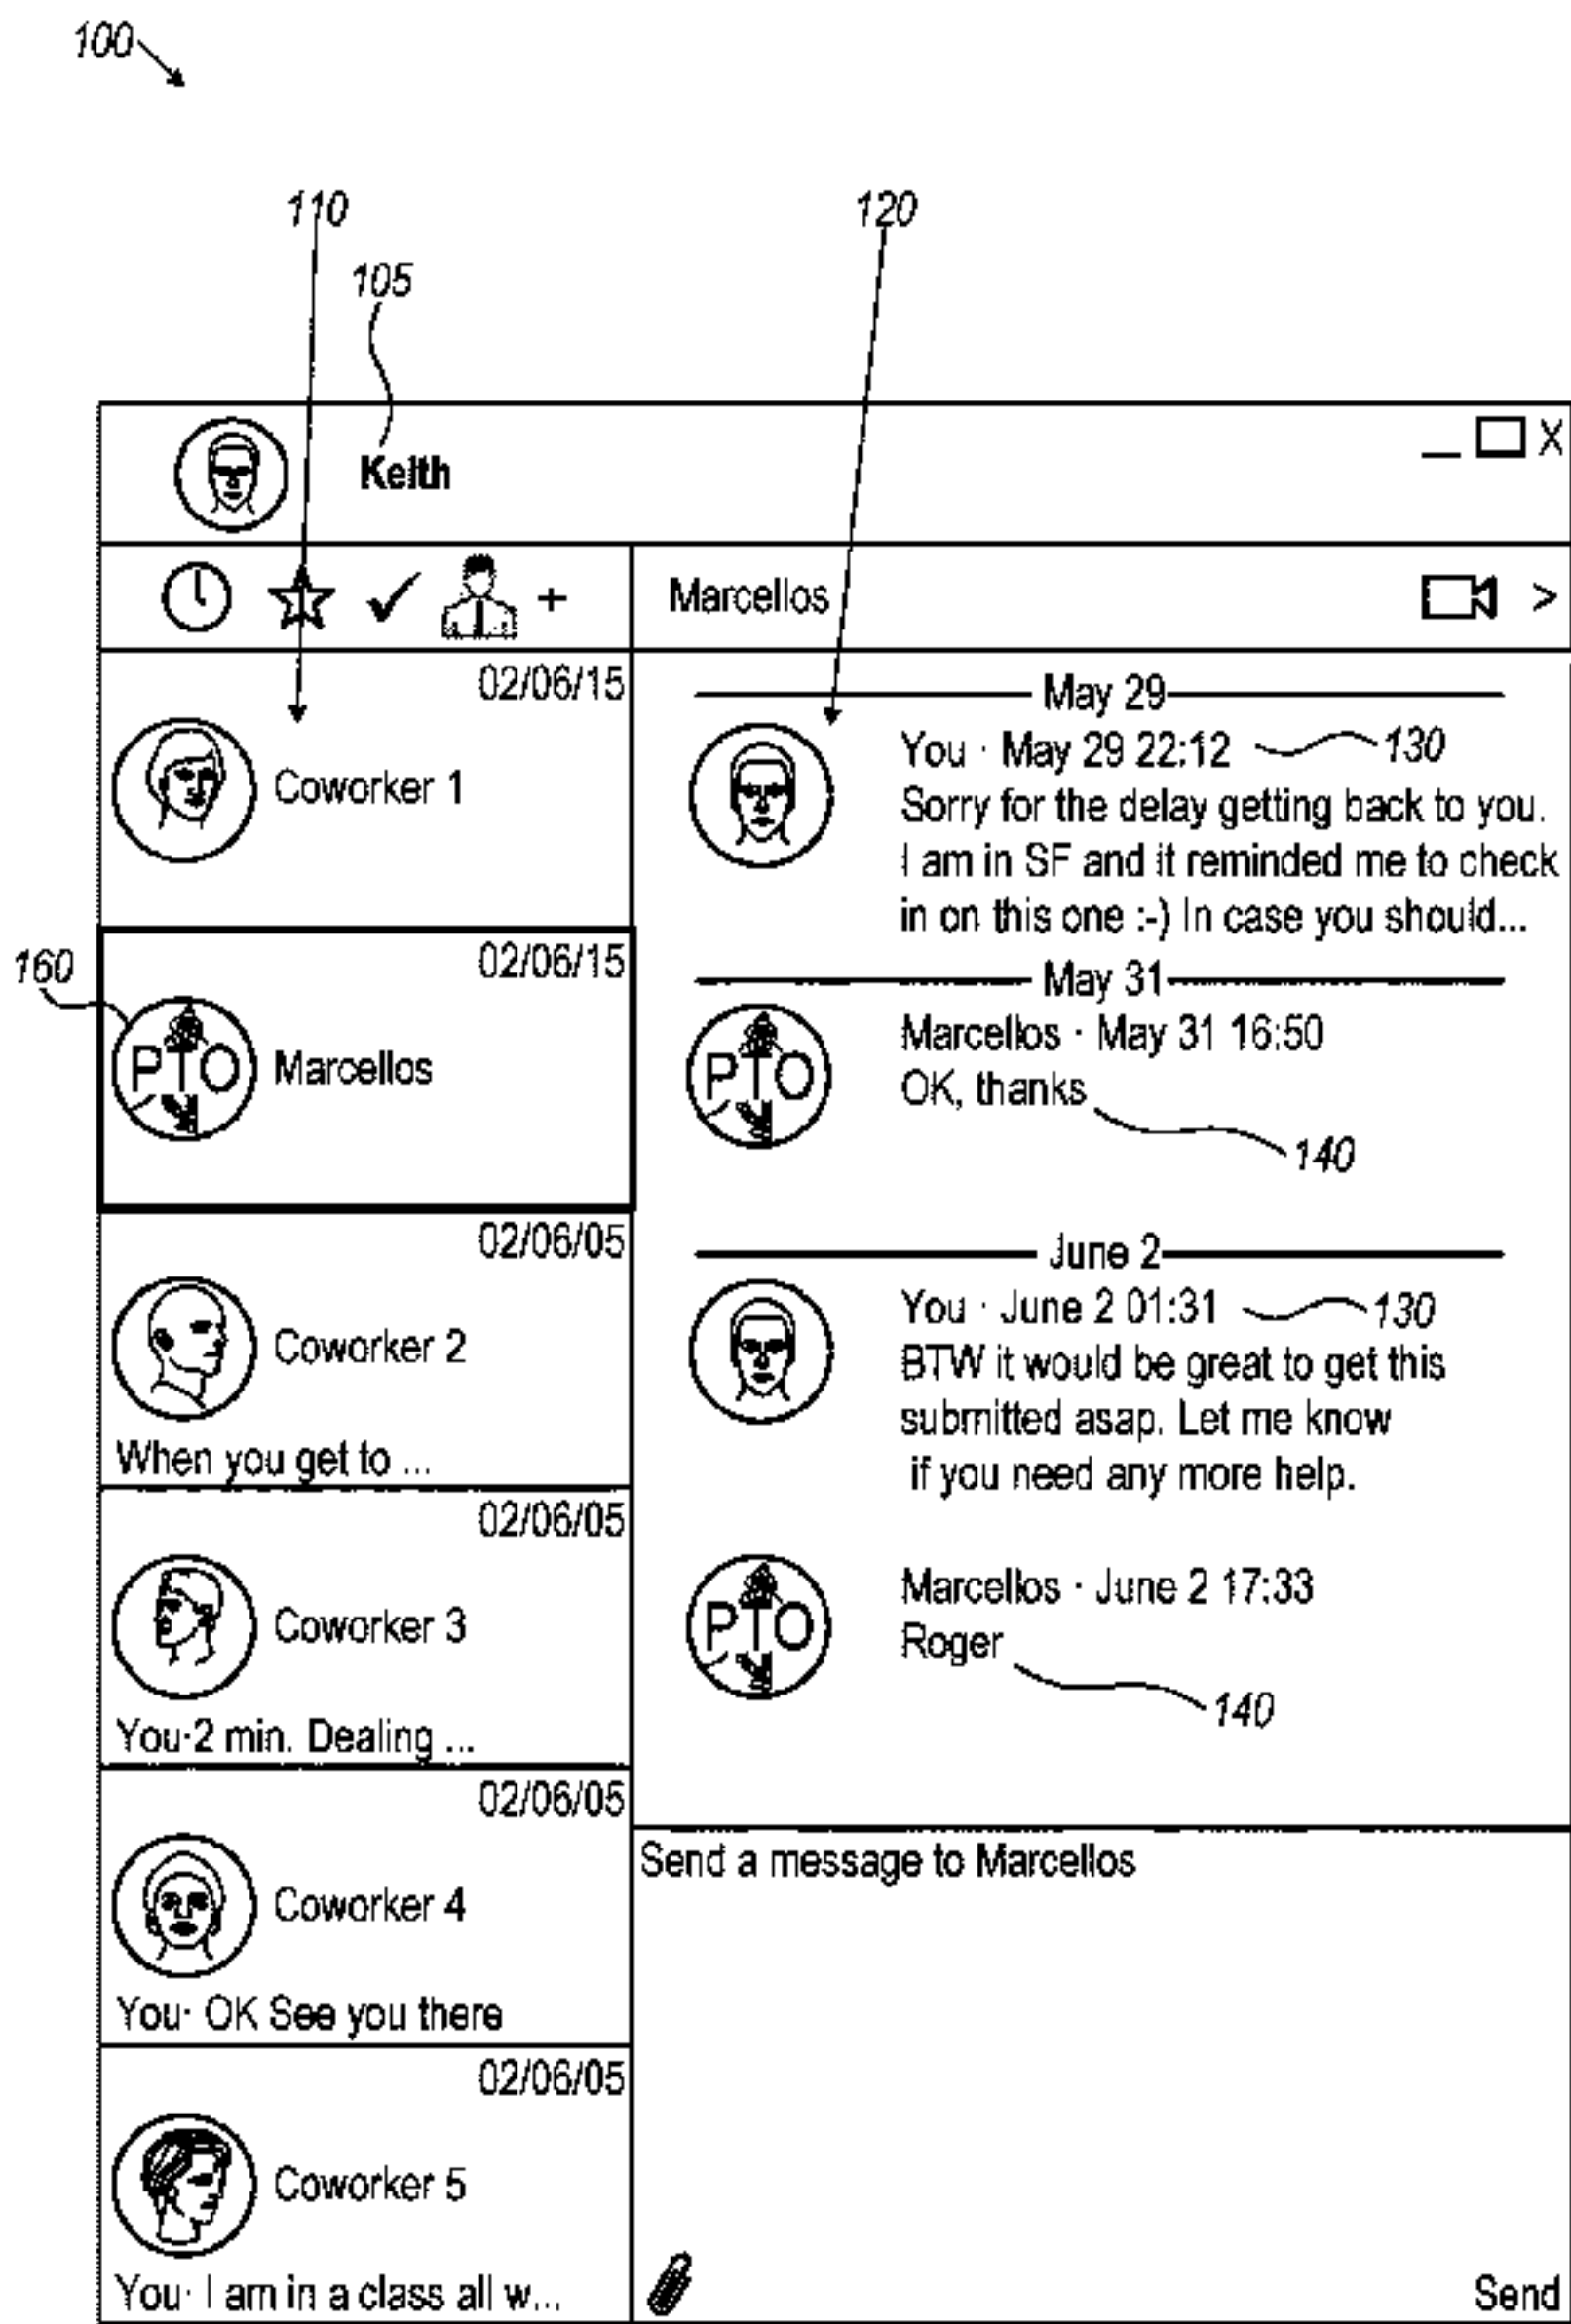 100
110
120
105
Keith
X
+
Marcellos
>
02/06/15
Coworker 1
02/06/15
160
PTO
Marcellos
02/06/05
Coworker 2
When you get to ...
02/06/05
Coworker 3
You·2 min. Dealing ...
02/06/05
Coworker 4
You· OK See you there
02/06/05
Coworker 5
You· I am in a class all w...
May 29
You · May 29 22:12
130
Sorry for the delay getting back to you.
I am in SF and it reminded me to check
in on this one :-) In case you should...
May 31
PTO
Marcellos · May 31 16:50
OK, thanks
140
June 2
You · June 2 01:31
130
BTW it would be great to get this
submitted asap. Let me know
if you need any more help.
PTO
Marcellos · June 2 17:33
Roger
140
Send a message to Marcellos
Send